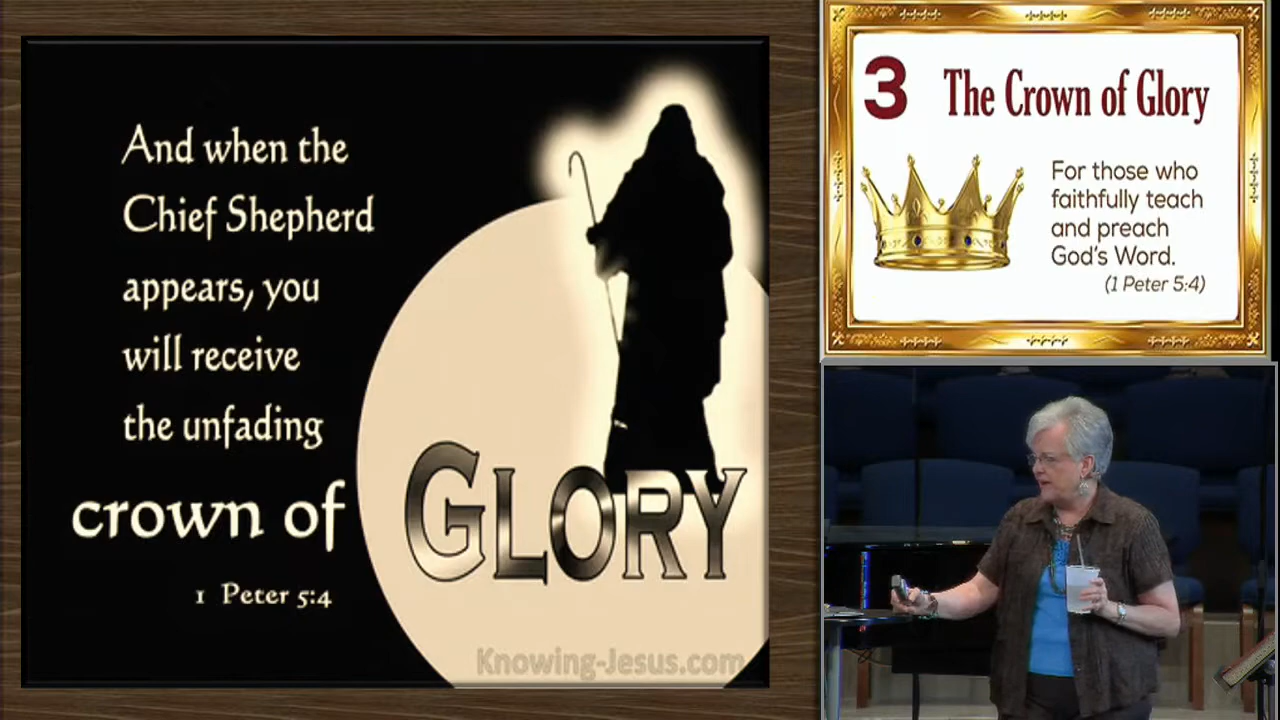 And when the
Chief Shepherd
appears, you
will receive
the unfading
crown of
GLORY
1 Peter 5:4
Knowing-Jesus.com
3 The Crown of Glory
For those who
faithfully teach
and preach
God's Word.
(1 Peter 5:4)